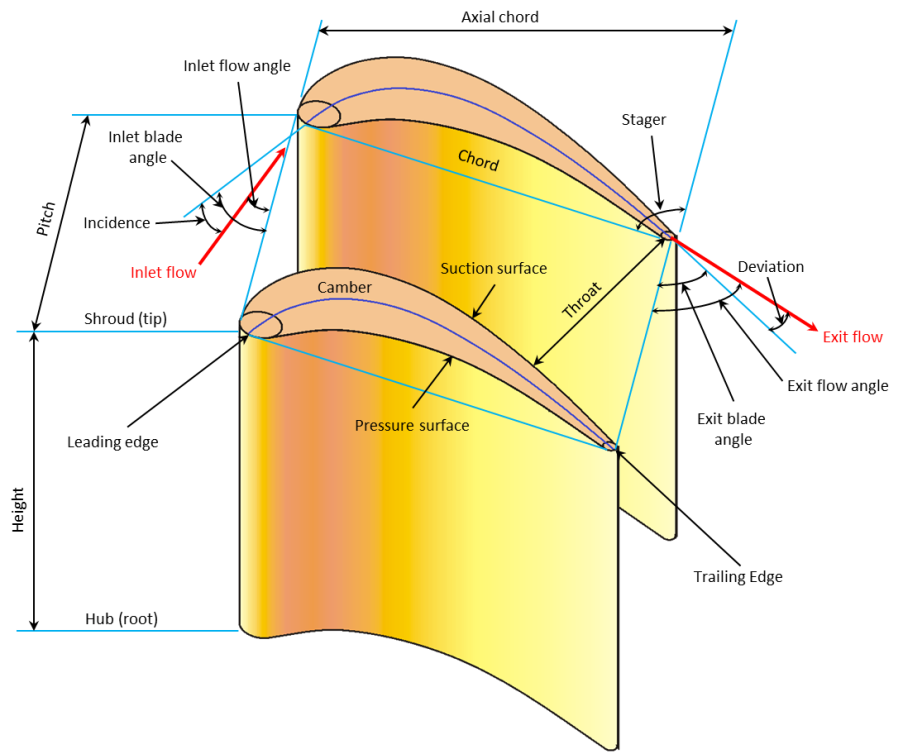 Axial chord
Inlet flow angle
Stager
Inlet blade
angle
Chord
Pitch
Incidence
Inlet flow
Suction surface
Deviation
Camber
Throat
Shroud (tip)
Exit flow
Exit flow angle
Exit blade
angle
Pressure surface
Leading edge
Height
Trailing Edge
Hub (root)